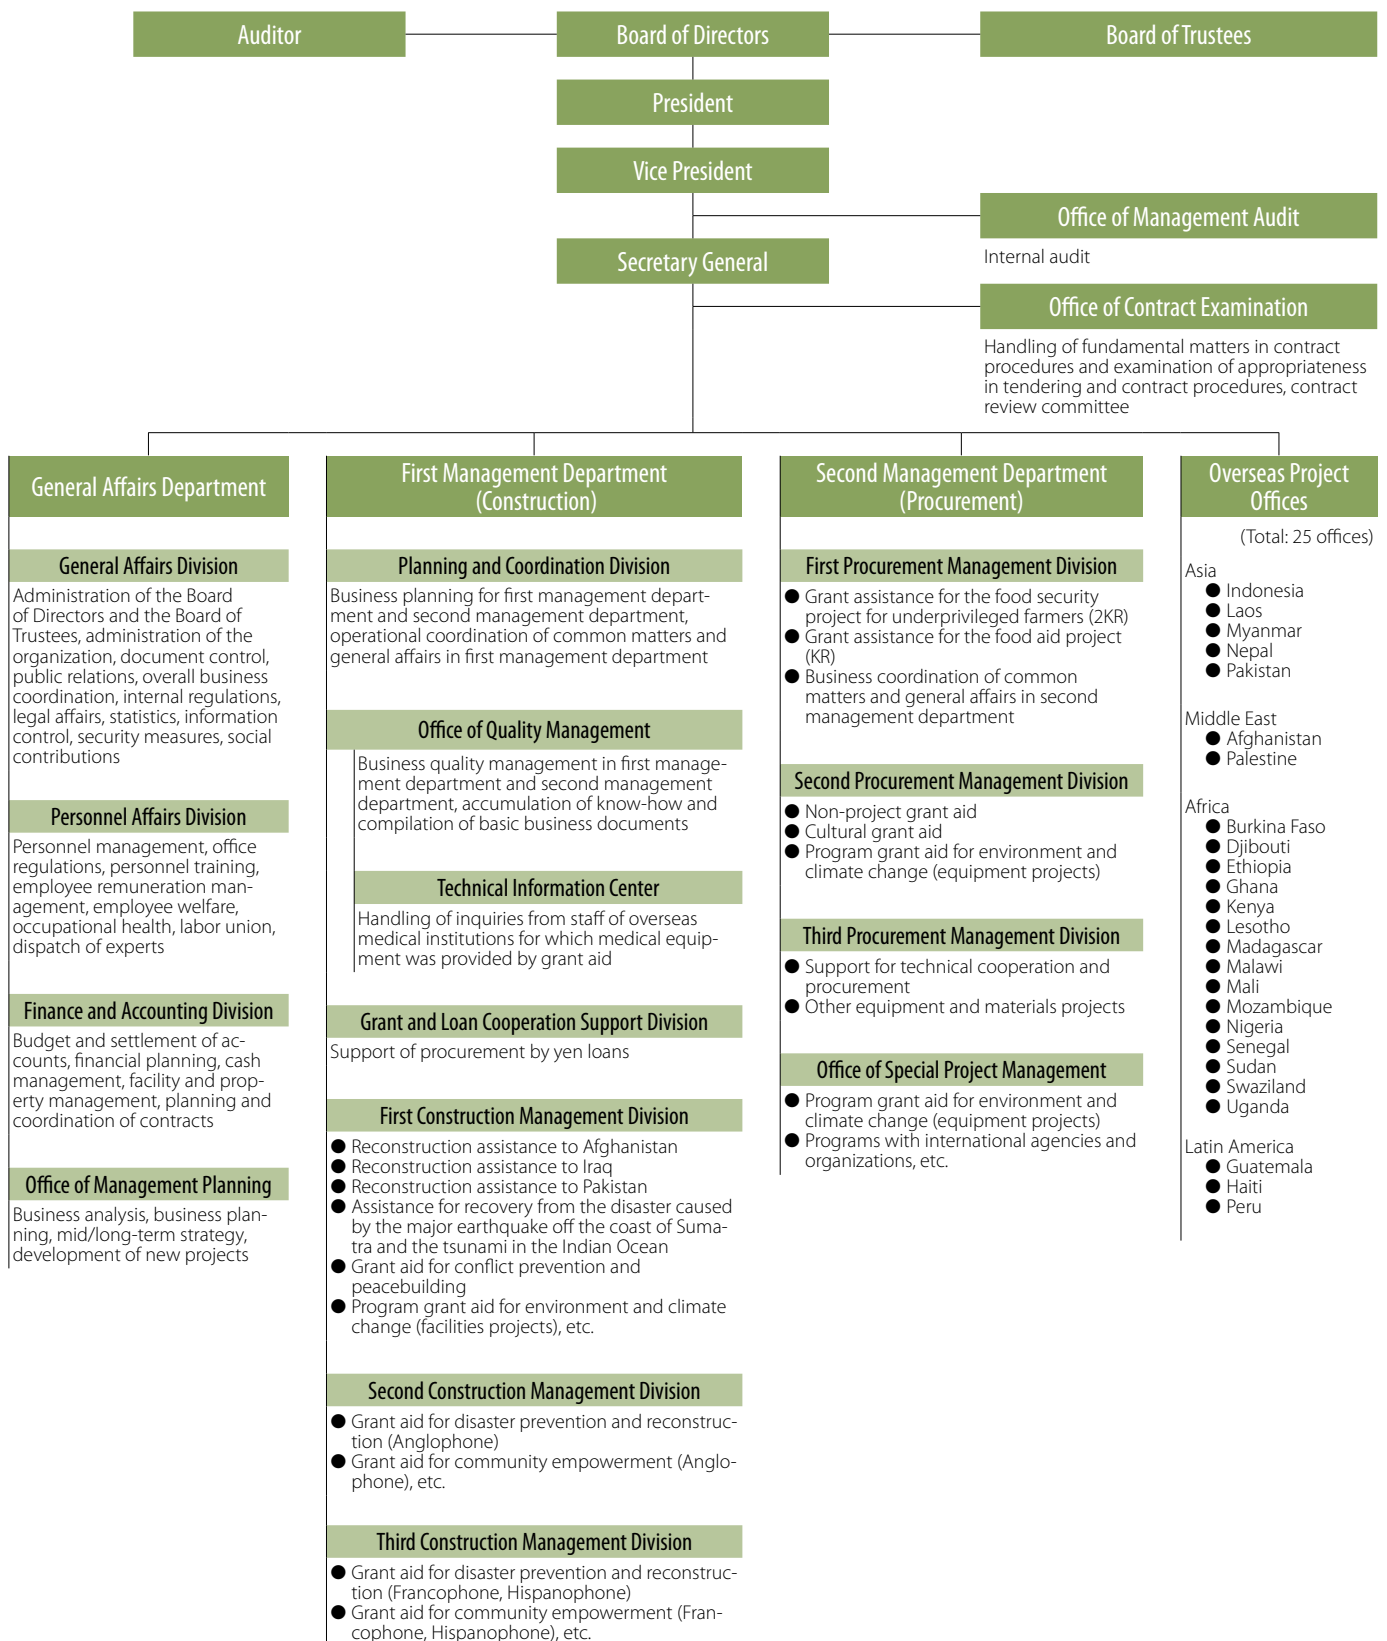 Auditor
Board of Directors
Board of Trustees
President
Vice President
Office of Management Audit
Internal audit
Secretary General
Office of Contract Examination
Handling of fundamental matters in contract
procedures and examination of appropriateness
in tendering and contract procedures, contract
review committee
General Affairs Department
General Affairs Division
Administration of the Board
of Directors and the Board of
Trustees, administration of the
organization, document control,
public relations, overall business
coordination, internal regulations,
legal affairs, statistics, information
control, security measures, social
contributions
Personnel Affairs Division
Personnel management, office
regulations, personnel training,
employee remuneration man-
agement, employee welfare,
occupational health, labor union,
dispatch of experts
Finance and Accounting Division
Budget and settlement of ac-
counts, financial planning, cash
management, facility and prop-
erty management, planning and
coordination of contracts
Office of Management Planning
Business analysis, business plan-
ning, mid/long-term strategy,
development of new projects
First Management Department
(Construction)
Planning and Coordination Division
Business planning for first management depart-
ment and second management department,
operational coordination of common matters and
general affairs in first management department
Office of Quality Management
Business quality management in first manage-
ment department and second management
department, accumulation of know-how and
compilation of basic business documents
Technical Information Center
Handling of inquiries from staff of overseas
medical institutions for which medical equip-
ment was provided by grant aid
Grant and Loan Cooperation Support Division
Support of procurement by yen loans
First Construction Management Division
● Reconstruction assistance to Afghanistan
● Reconstruction assistance to Iraq
● Reconstruction assistance to Pakistan
● Assistance for recovery from the disaster caused
by the major earthquake off the coast of Suma-
tra and the tsunami in the Indian Ocean
● Grant aid for conflict prevention and
peacebuilding
● Program grant aid for environment and climate
change (facilities projects), etc.
Second Construction Management Division
● Grant aid for disaster prevention and reconstruc-
tion (Anglophone)
● Grant aid for community empowerment (Anglo-
phone), etc.
Third Construction Management Division
● Grant aid for disaster prevention and reconstruc-
tion (Francophone, Hispanophone)
● Grant aid for community empowerment (Fran-
cophone, Hispanophone), etc.
Second Management Department
(Procurement)
First Procurement Management Division
● Grant assistance for the food security
project for underprivileged farmers (2KR)
● Grant assistance for the food aid project
(KR)
● Business coordination of common
matters and general affairs in second
management department
Second Procurement Management Division
● Non-project grant aid
● Cultural grant aid
● Program grant aid for environment and
climate change (equipment projects)
Third Procurement Management Division
● Support for technical cooperation and
procurement
● Other equipment and materials projects
Office of Special Project Management
● Program grant aid for environment and
climate change (equipment projects)
● Programs with international agencies and
organizations, etc.
Overseas Project
Offices
(Total: 25 offices)
Asia
● Indonesia
● Laos
● Myanmar
● Nepal
● Pakistan
Middle East
● Afghanistan
● Palestine
Africa
● Burkina Faso
● Djibouti
● Ethiopia
● Ghana
● Kenya
● Lesotho
● Madagascar
● Malawi
● Mali
● Mozambique
● Nigeria
● Senegal
● Sudan
● Swaziland
● Uganda
Latin America
● Guatemala
● Haiti
● Peru